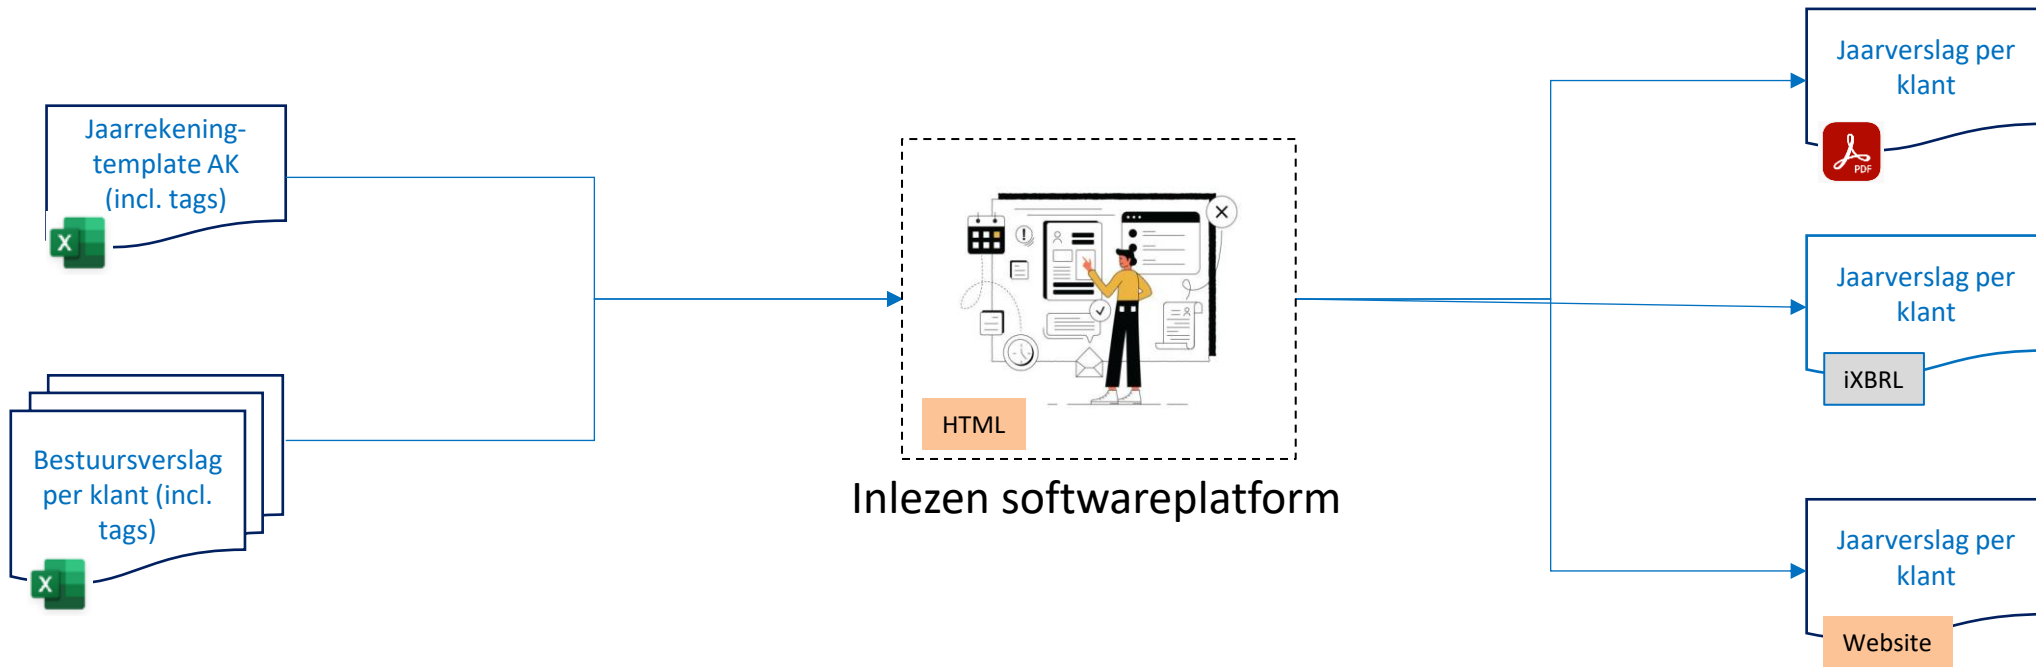 Jaarrekening-
template AK
(incl. tags)
X
Bestuursverslag
per klant (incl.
tags)
X
HTML
Inlezen softwareplatform
Jaarverslag per
klant
PDF
Jaarverslag per
klant
iXBRL
Jaarverslag per
klant
Website